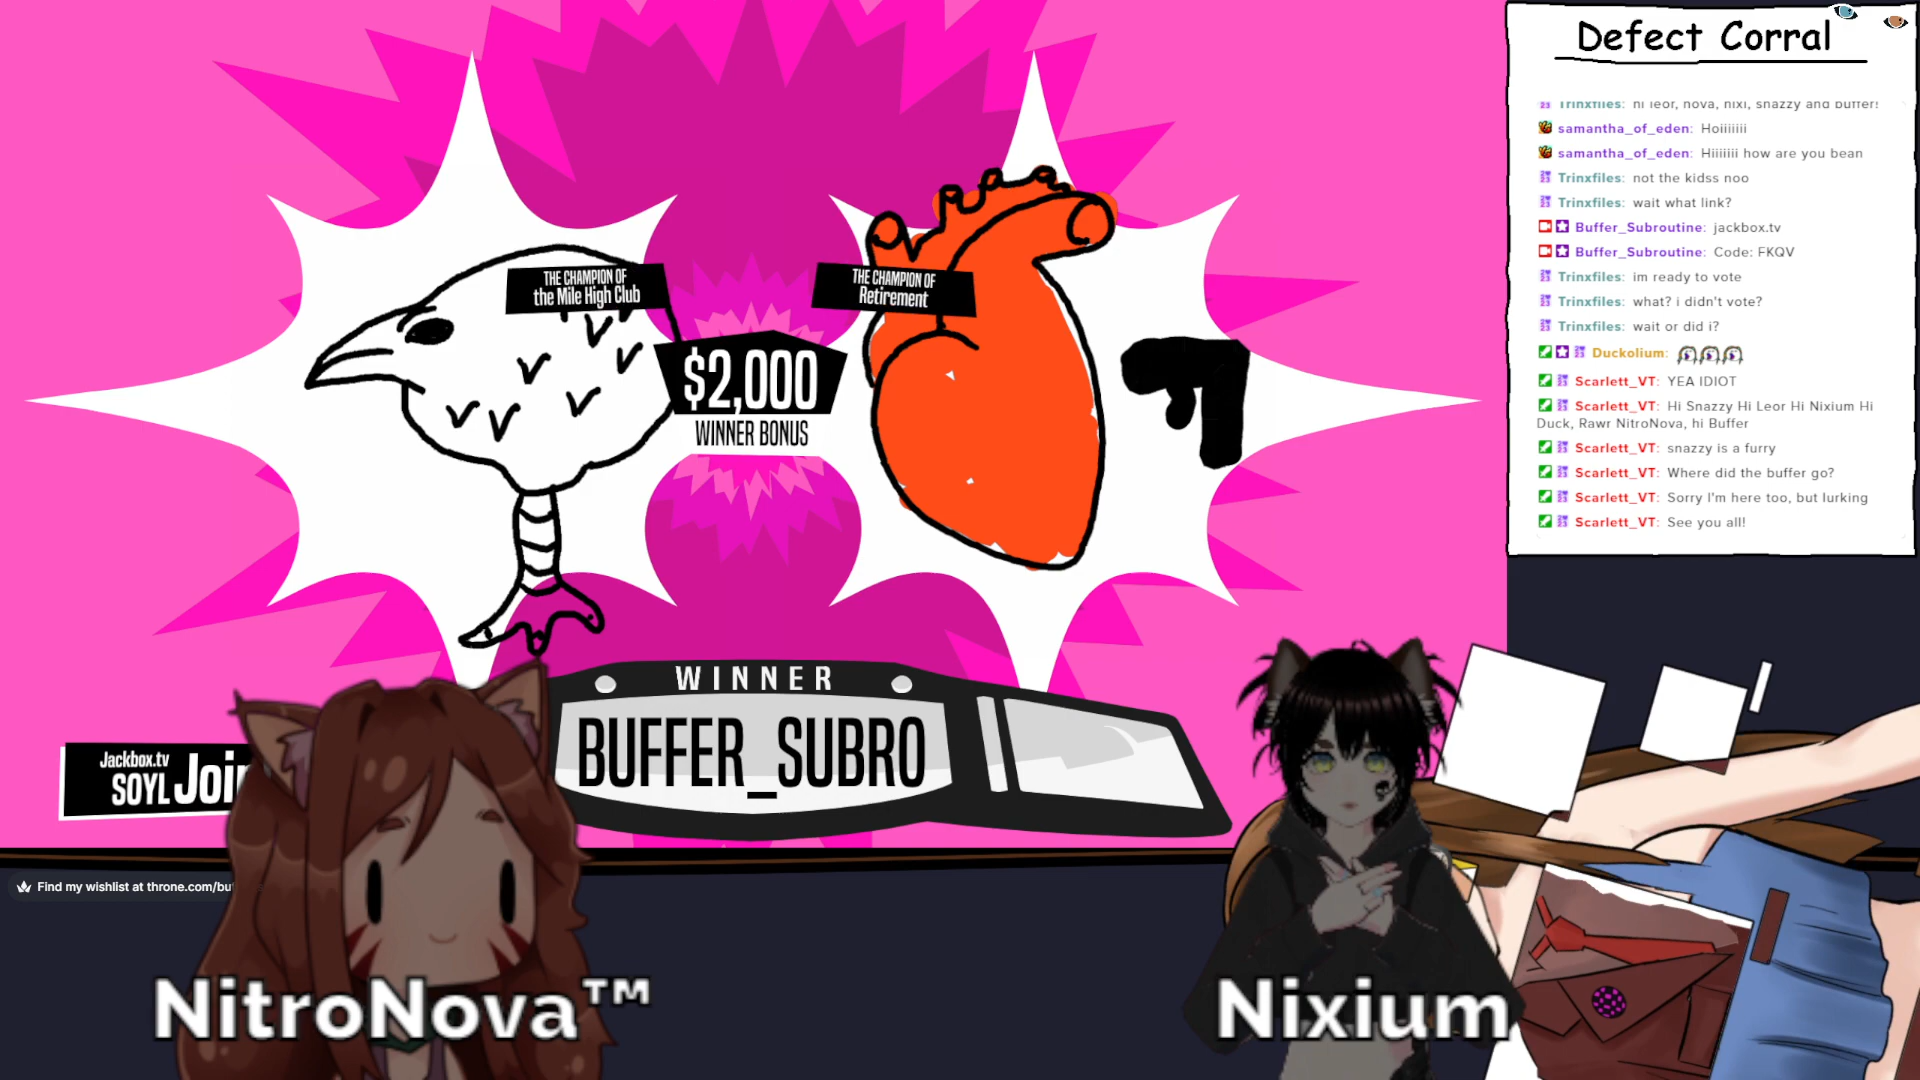 Defect Corral
Trinxfiles: hi leor, nova, nixi, snazzy and buffer!
samantha_of_eden: Hoiiiiiii
samantha_of_eden: Hiiiiiii how are you bean
Trinxfiles: not the kidss noo
Trinxfiles: wait what link?
Buffer_Subroutine: jackbox.tv
Buffer_Subroutine: Code: FKQV
Trinxfiles: im ready to vote
Trinxfiles: what? i didn't vote?
Trinxfiles: wait or did i?
Duckolium:
Scarlett_VT: YEA IDIOT
Scarlett_VT: Hi Snazzy Hi Leor Hi Nixium Hi
Duck, Rawr NitroNova, hi Buffer
Scarlett_VT: snazzy is a furry
Scarlett_VT: Where did the buffer go?
Scarlett_VT: Sorry I'm here too, but lurking
Scarlett_VT: See you all!
THE CHAMPION OF
the Mile High Club
THE CHAMPION OF
Retirement
$2,000
WINNER BONUS
WINNER
BUFFER_SUBRO
Jackbox.tv
SOYL Join
Find my wishlist at throne.com/bu
NitroNova™
Nixium